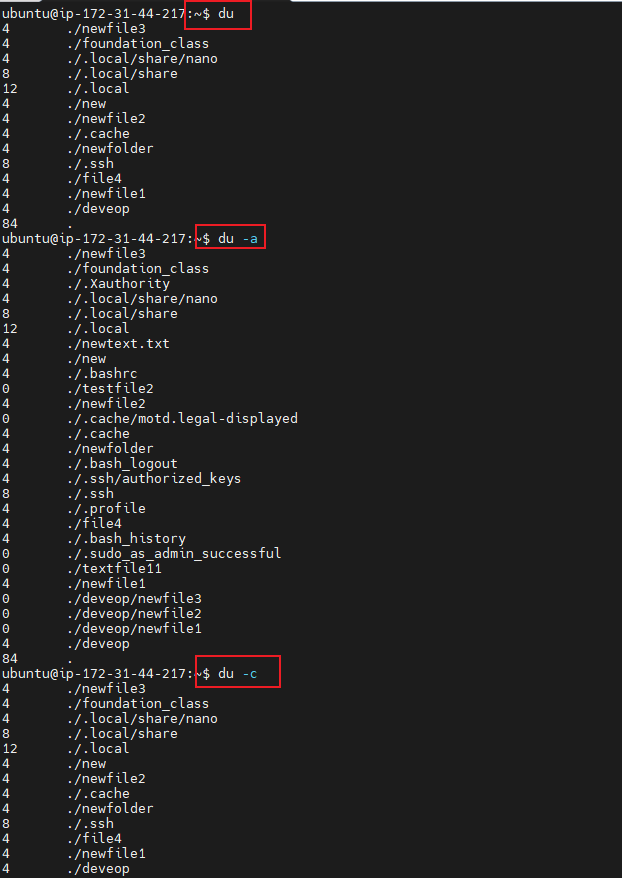 ubuntu@ip-172-31-44-217:~$ du
4       ./newfile3
4       ./foundation_class
4       ./.local/share/nano
8       ./.local/share
12      ./.local
4       ./new
4       ./newfile2
4       ./.cache
4       ./newfolder
8       ./.ssh
4       ./file4
4       ./newfile1
4       ./deveop
84      .
ubuntu@ip-172-31-44-217:~$ du -a
4       ./newfile3
4       ./foundation_class
4       ./.Xauthority
4       ./.local/share/nano
8       ./.local/share
12      ./.local
4       ./newtext.txt
4       ./new
4       ./.bashrc
0       ./testfile2
4       ./newfile2
0       ./.cache/motd.legal-displayed
4       ./.cache
4       ./newfolder
4       ./.bash_logout
4       ./.ssh/authorized_keys
8       ./.ssh
4       ./.profile
4       ./file4
4       ./.bash_history
0       ./.sudo_as_admin_successful
0       ./textfile11
4       ./newfile1
0       ./deveop/newfile3
0       ./deveop/newfile2
0       ./deveop/newfile1
4       ./deveop
84      .
ubuntu@ip-172-31-44-217:~$ du -c
4       ./newfile3
4       ./foundation_class
4       ./.local/share/nano
8       ./.local/share
12      ./.local
4       ./new
4       ./newfile2
4       ./.cache
4       ./newfolder
8       ./.ssh
4       ./file4
4       ./newfile1
4       ./deveop